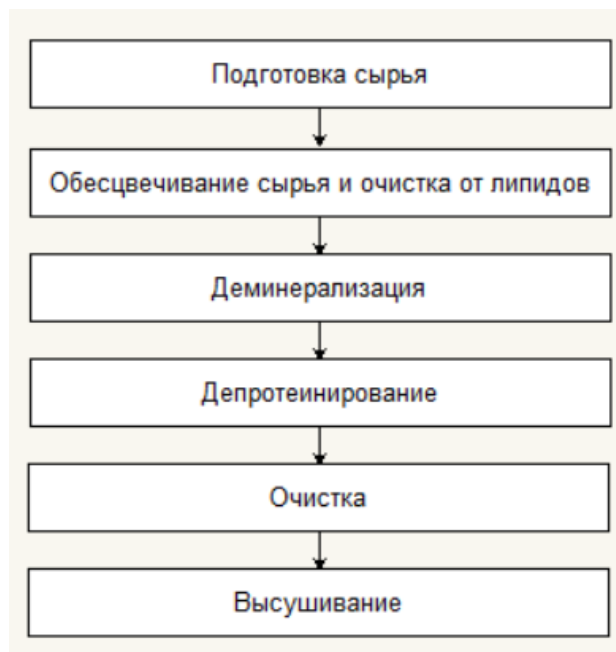 Подготовка сырья
Обесцвечивание сырья и очистка от липидов
Деминерализация
Депротеинирование
Очистка
Высушивание